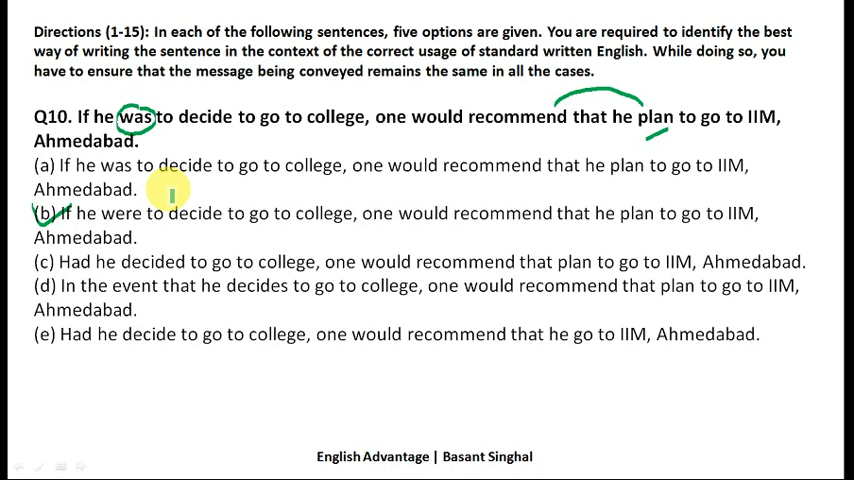 Directions (1-15): In each of the following sentences, five options are given. You are required to identify the best
way of writing the sentence in the context of the correct usage of standard written English. While doing so, you
have to ensure that the message being conveyed remains the same in all the cases.
Q10. If he was to decide to go to college, one would recommend that he plan to go to IIM,
Ahmedabad.
(a) If he was to decide to go to college, one would recommend that he plan to go to IIM,
Ahmedabad.
(b) If he were to decide to go to college, one would recommend that he plan to go to IIM,
Ahmedabad.
(c) Had he decided to go to college, one would recommend that plan to go to IIM, Ahmedabad.
(d) In the event that he decides to go to college, one would recommend that plan to go to IIM,
Ahmedabad.
(e) Had he decide to go to college, one would recommend that he go to IIM, Ahmedabad.
English Advantage | Basant Singhal